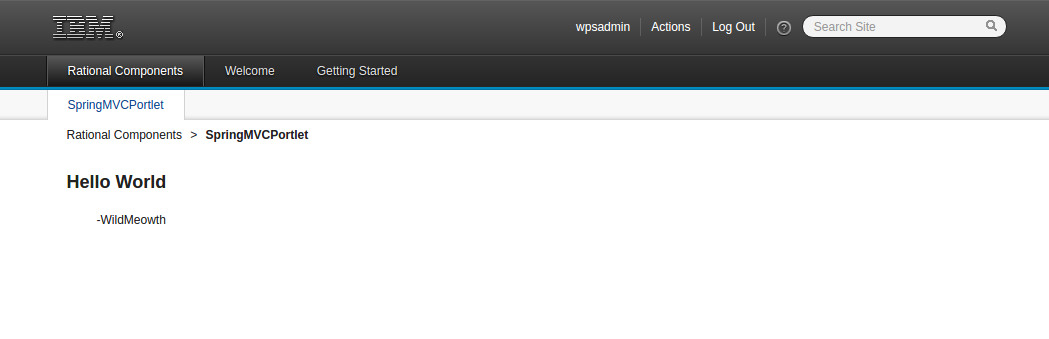 IBM®
wpsadmin Actions Log Out ? Search Site
Rational Components Welcome Getting Started
SpringMVCPortlet
Rational Components > SpringMVCPortlet
Hello World
-WildMeowth